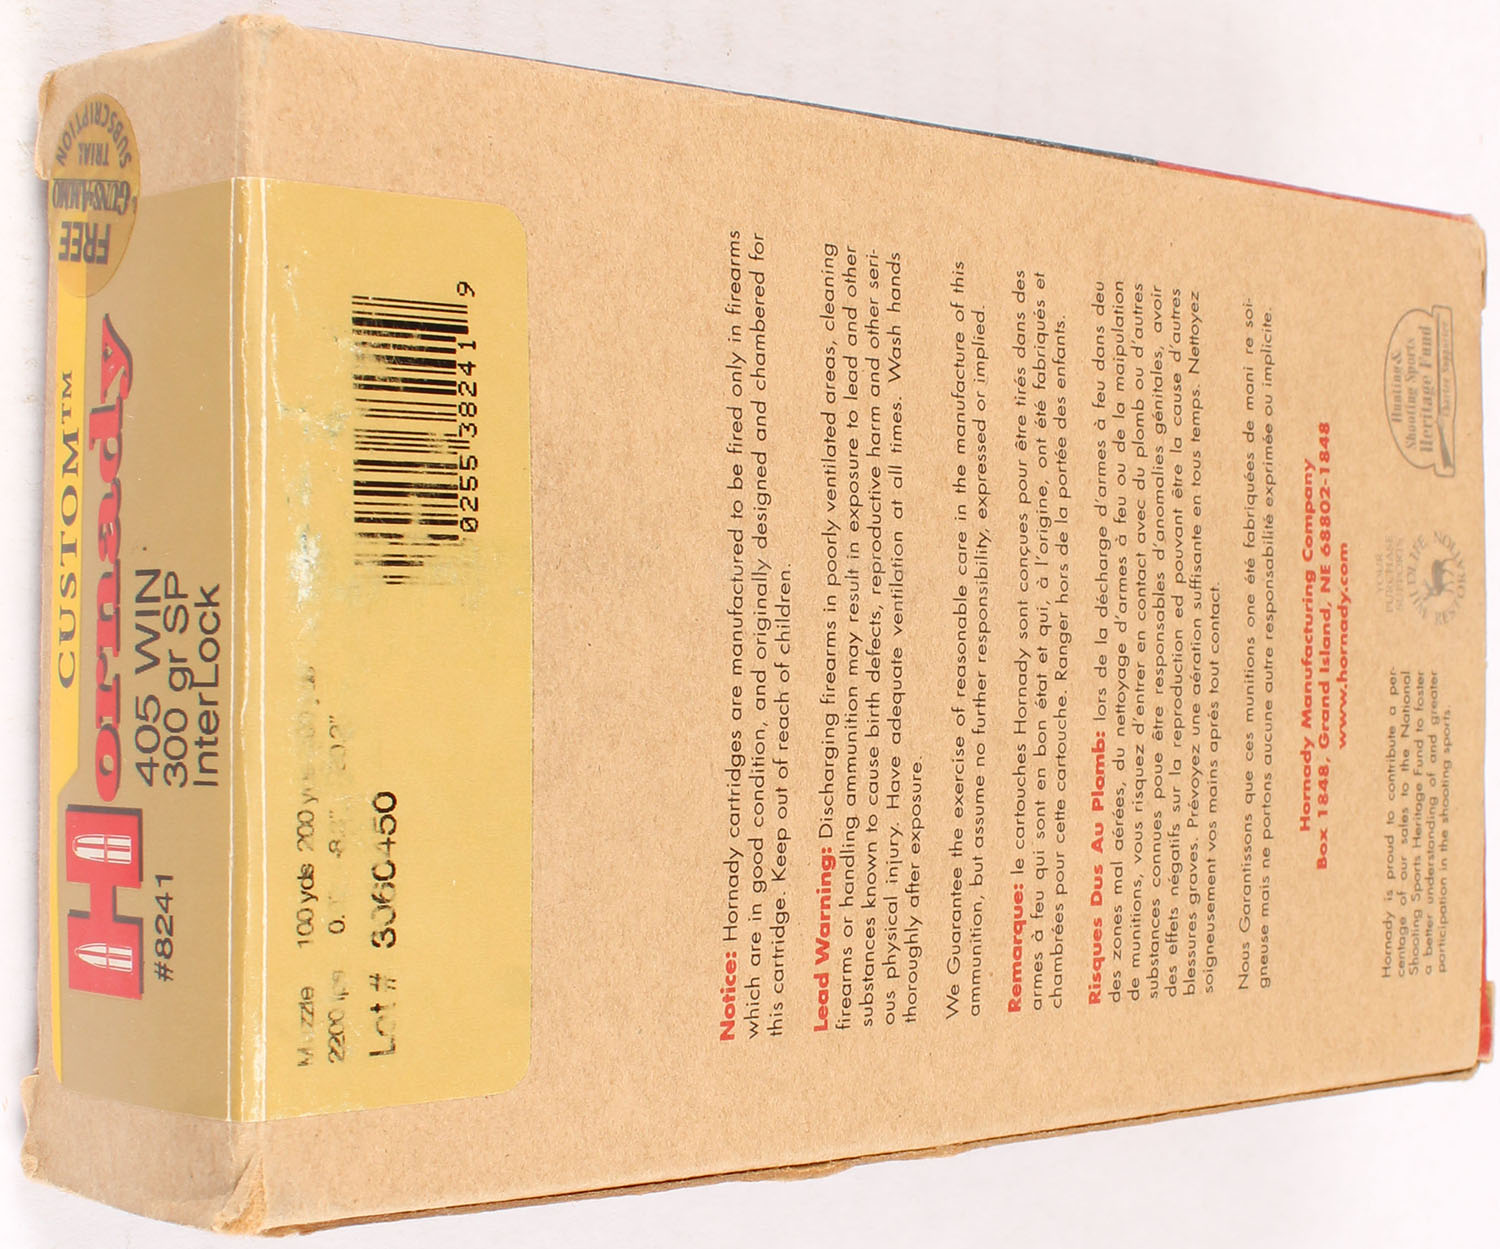 FREE
GUNS&AMMO
TRIAL
SUBSCRIPTION
CUSTOM™
Hornady
405 WIN
300 gr SP
InterLock
#8241
Muzzle 100 yds 200 yds
2200 fps 0.
Lot #
0255 38241 9
Notice: Hornady cartridges are manufactured to be fired only in firearms
which are in good condition, and originally designed and chambered for
this cartridge. Keep out of reach of children.
Lead Warning: Discharging firearms in poorly ventilated areas, cleaning
firearms or handling ammunition may result in exposure to lead and other
substances known to cause birth defects, reproductive harm and other seri-
ous physical injury. Have adequate ventilation at all times. Wash hands
thoroughly after exposure.
We Guarantee the exercise of reasonable care in the manufacture of this
ammunition, but assume no further responsibility, expressed or implied.
Remarque: le cartouches Hornady sont conçues pour être tirés dans des
armes à feu qui sont en bon état et qui, à l'origine, ont été fabriqués et
chambrées pour cette cartouche. Ranger hors de la portée des enfants.
Risques Dus Au Plomb: lors de la décharge d'armes à feu dans deu
des zones mal aérées, du nettoyage d'armes à feu ou de la maipulation
de munitions, vous risquez d'entrer en contact avec du plomb ou d'autres
substances connues poue être responsables d'anomalies génitales, avoir
des effets négatifs sur la reproduction ed pouvant être la cause d'autres
blessures graves. Prévoyez une aération suffisante en tous temps. Nettoyez
soigneusement vos mains après tout contact.
Nous Garantissons que ces munitions one été fabriquées de mani re soi-
gneuse mais ne portons aucune autre responsabilité exprimée ou implicite.
Hornady Manufacturing Company
Box 1848, Grand Island, NE 68802-1848
www.hornady.com
Hornady is proud to contribute a per-
centage of our sales to the National
Shooting Sports Heritage Fund to foster
a better understanding of and greater
participation in the shooting sports.
YOUR
PURCHASE
SUPPORTS
Hunting &
Shooting Sports
Heritage Fund
Charter Supporter